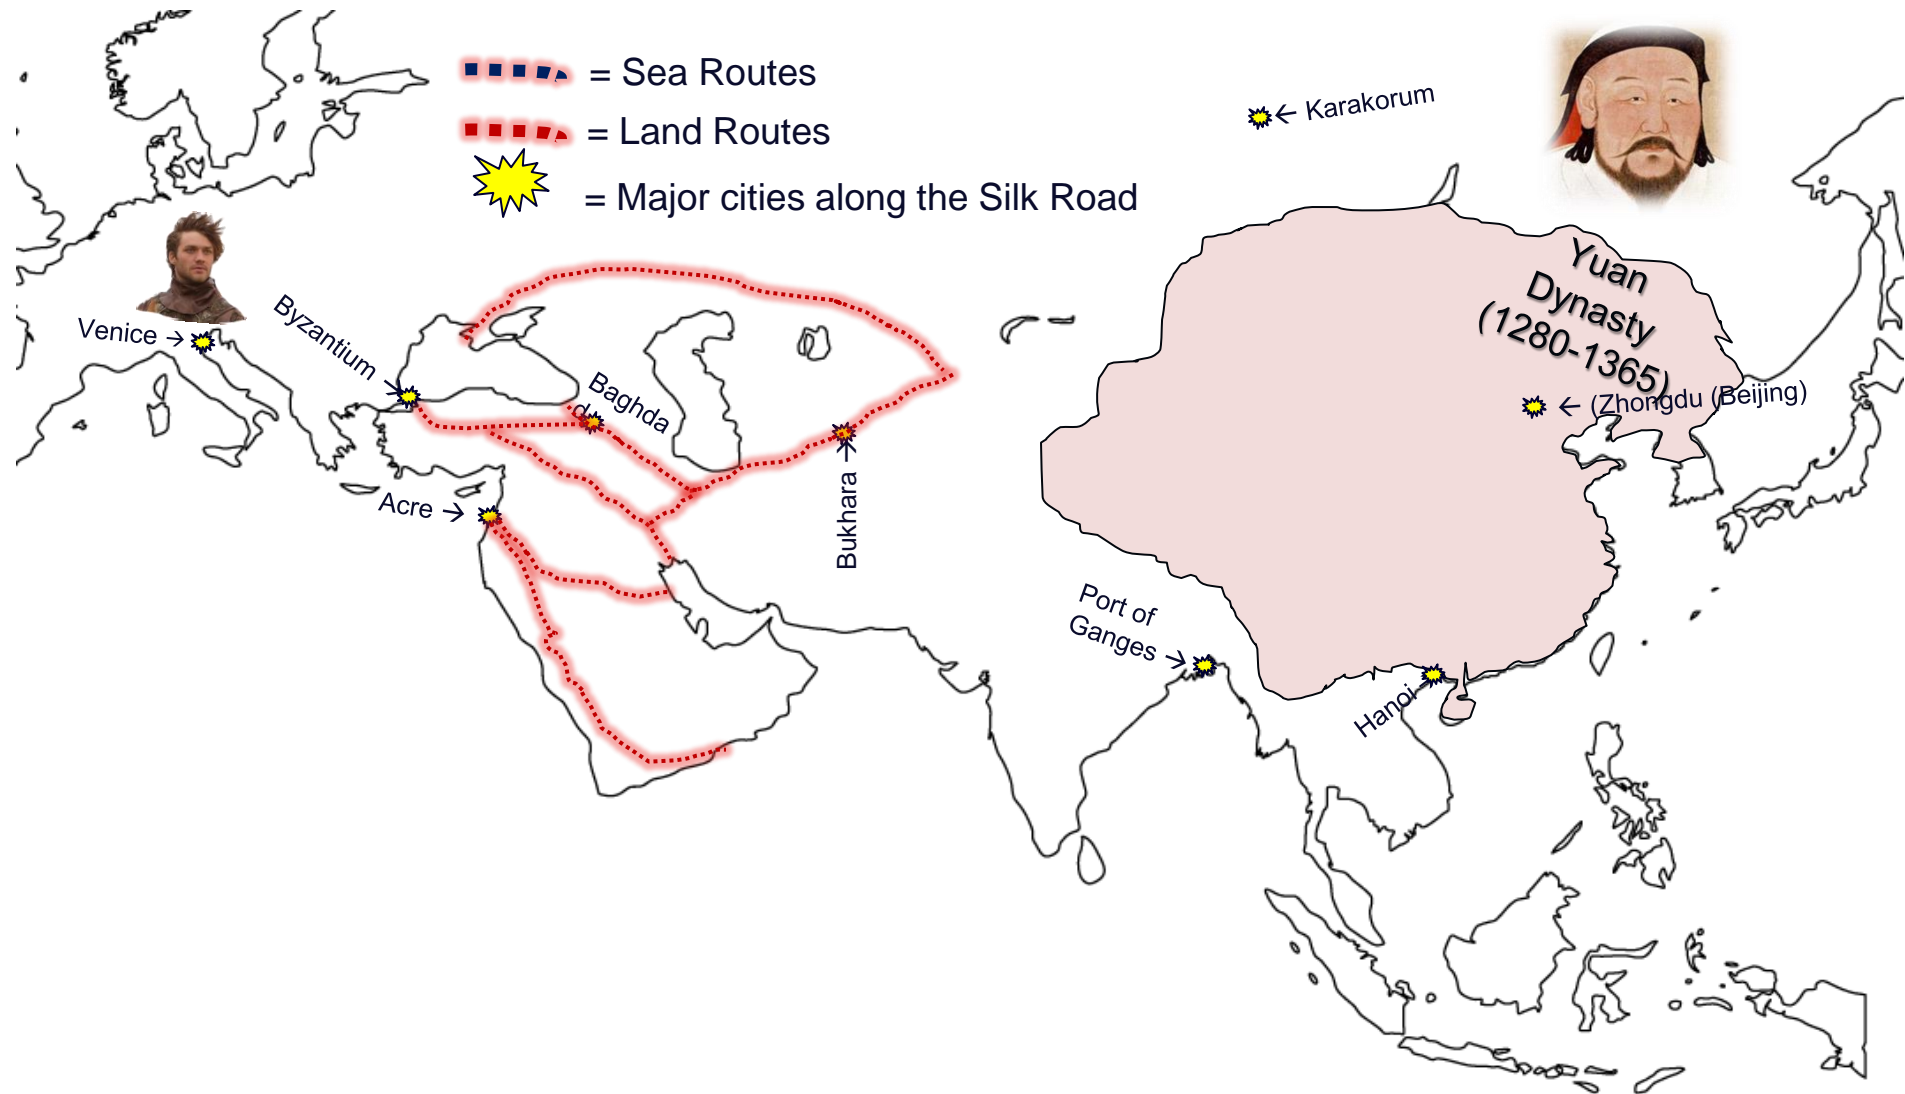 = Sea Routes
= Land Routes
= Major cities along the Silk Road
← Karakorum
Yuan
Dynasty
(1280-1365)
Venice →
Byzantium →
Baghda
d→
← (Zhongdu (Beijing)
Acre →
Bukhara →
Port of
Ganges →
Hanoi